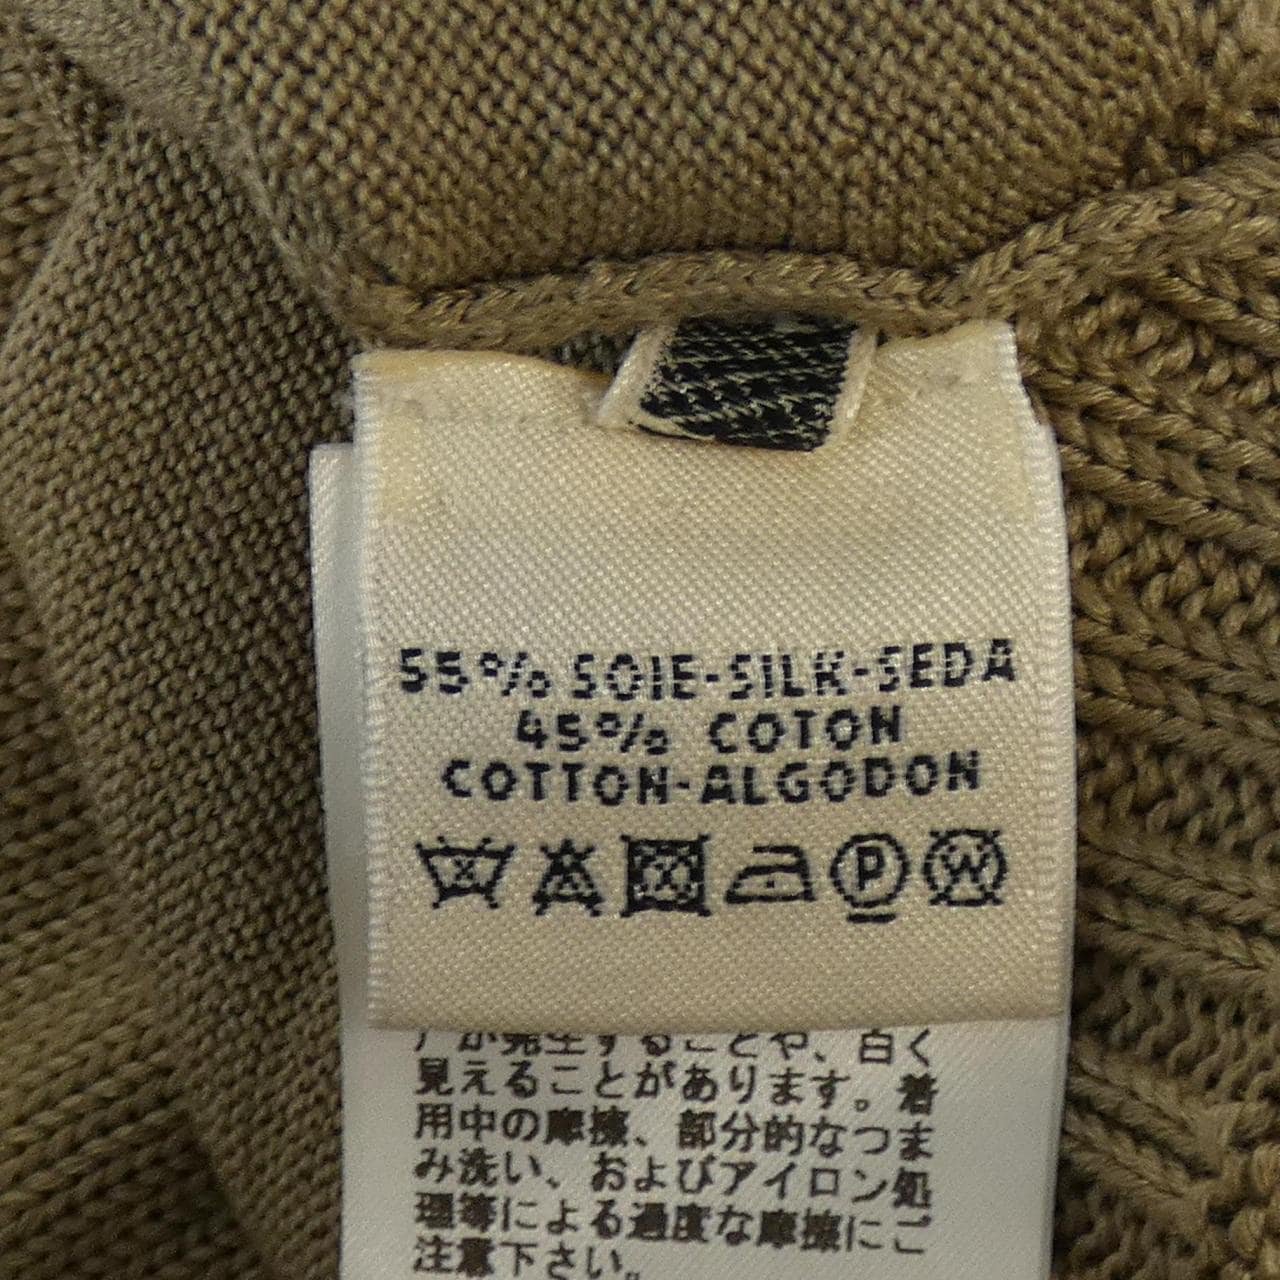 55% SOIE-SILK-SEDA
45% COTON
COTTON-ALGODON
P
W
が発生することや、白く
見えることがあります。着
用中の摩擦、部分的なつま
み洗い、およびアイロン処
理等による過度な摩擦にご
注意下さい。